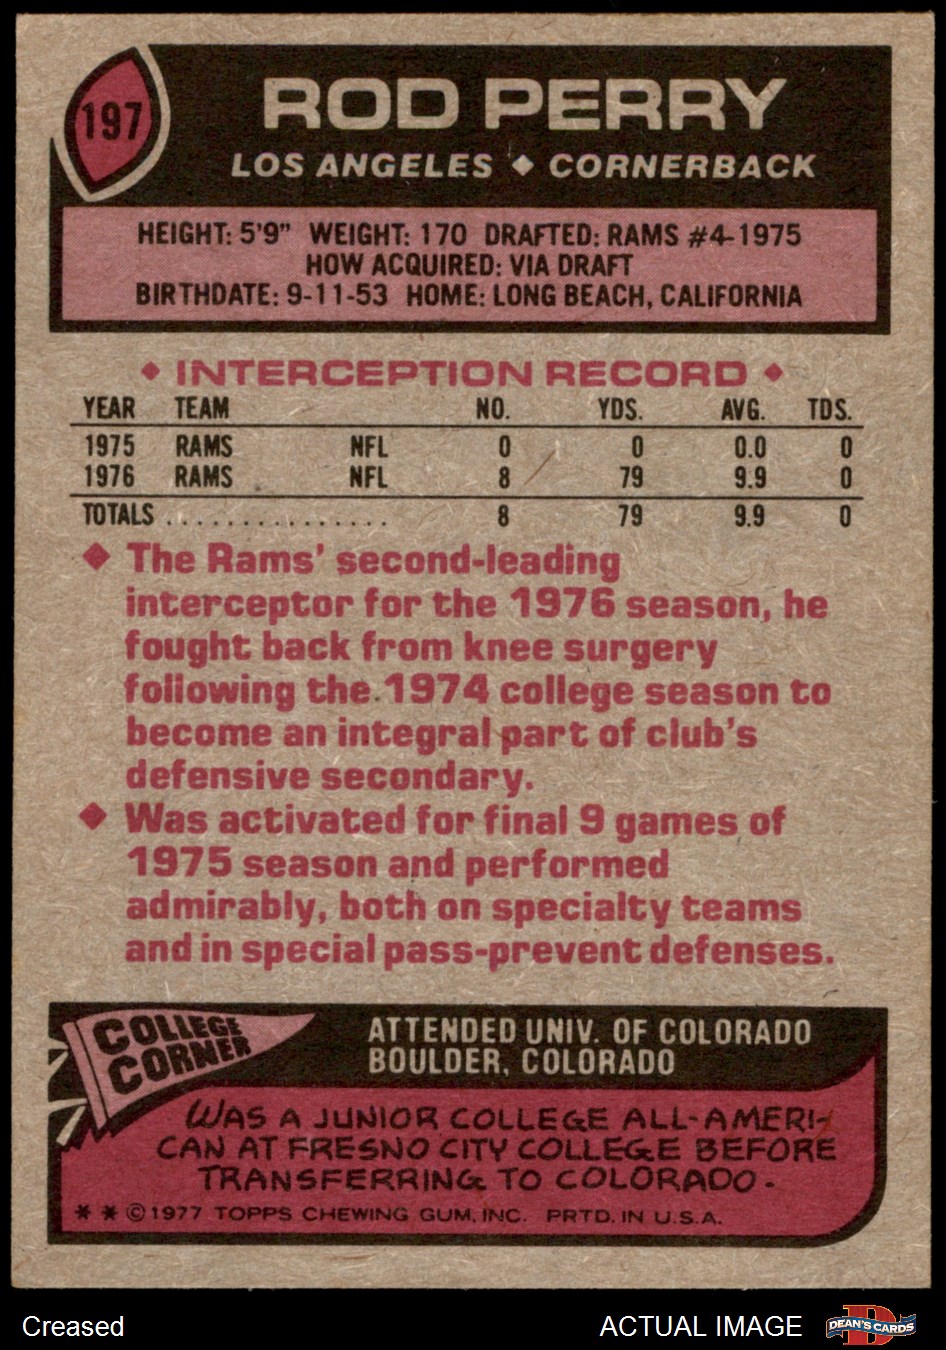 197
ROD PERRY
LOS ANGELES ◆ CORNERBACK
HEIGHT: 5'9" WEIGHT: 170 DRAFTED: RAMS #4-1975
HOW ACQUIRED: VIA DRAFT
BIRTHDATE: 9-11-53 HOME: LONG BEACH, CALIFORNIA
◆ INTERCEPTION RECORD ◆
YEAR TEAM NO. YDS. AVG. TDS.
1975 RAMS NFL 0 0 0.0 0
1976 RAMS NFL 8 79 9.9 0
TOTALS ............... 8 79 9.9 0
◆ The Rams' second-leading
interceptor for the 1976 season, he
fought back from knee surgery
following the 1974 college season to
become an integral part of club's
defensive secondary.
◆ Was activated for final 9 games of
1975 season and performed
admirably, both on specialty teams
and in special pass-prevent defenses.
COLLEGE
CORNER
ATTENDED UNIV. OF COLORADO
BOULDER, COLORADO
WAS A JUNIOR COLLEGE ALL-AMERI-
CAN AT FRESNO CITY COLLEGE BEFORE
TRANSFERRING TO COLORADO.
* * © 1977 TOPPS CHEWING GUM, INC. PRTD. IN U.S.A.
Creased
ACTUAL IMAGE
DEAN'S CARDS